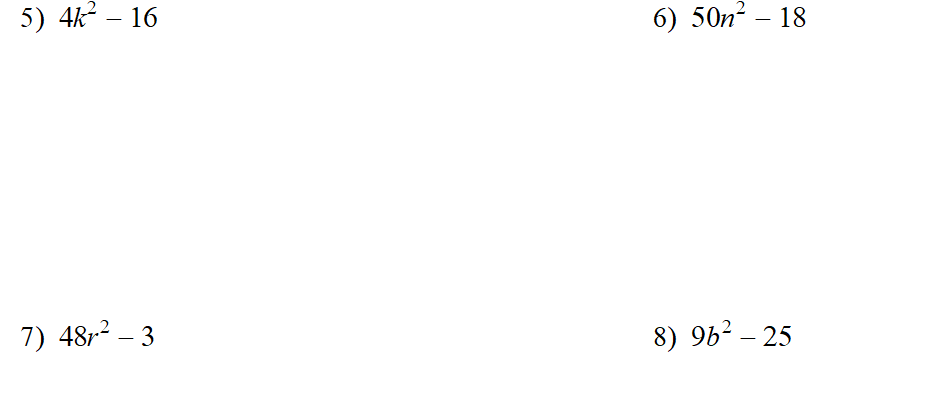 5) 4k² – 16
6) 50n² – 18
7) 48r² – 3
8) 9b² – 25